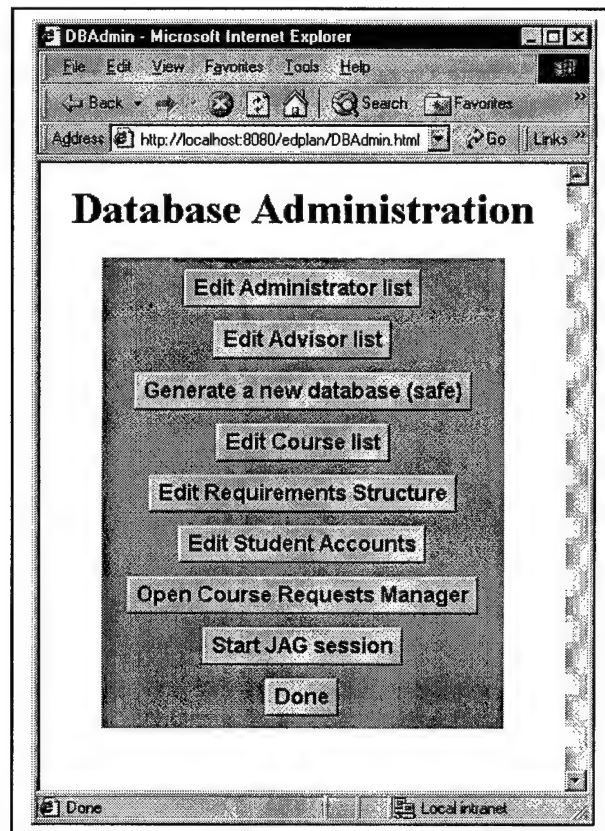 DBAdmin - Microsoft Internet Explorer
File Edit View Favorites Tools Help
Back Search Favorites »
Address http://localhost:8080/edplan/DBAdmin.html Go Links »
Database Administration
Edit Administrator list
Edit Advisor list
Generate a new database (safe)
Edit Course list
Edit Requirements Structure
Edit Student Accounts
Open Course Requests Manager
Start JAG session
Done
Done Local intranet